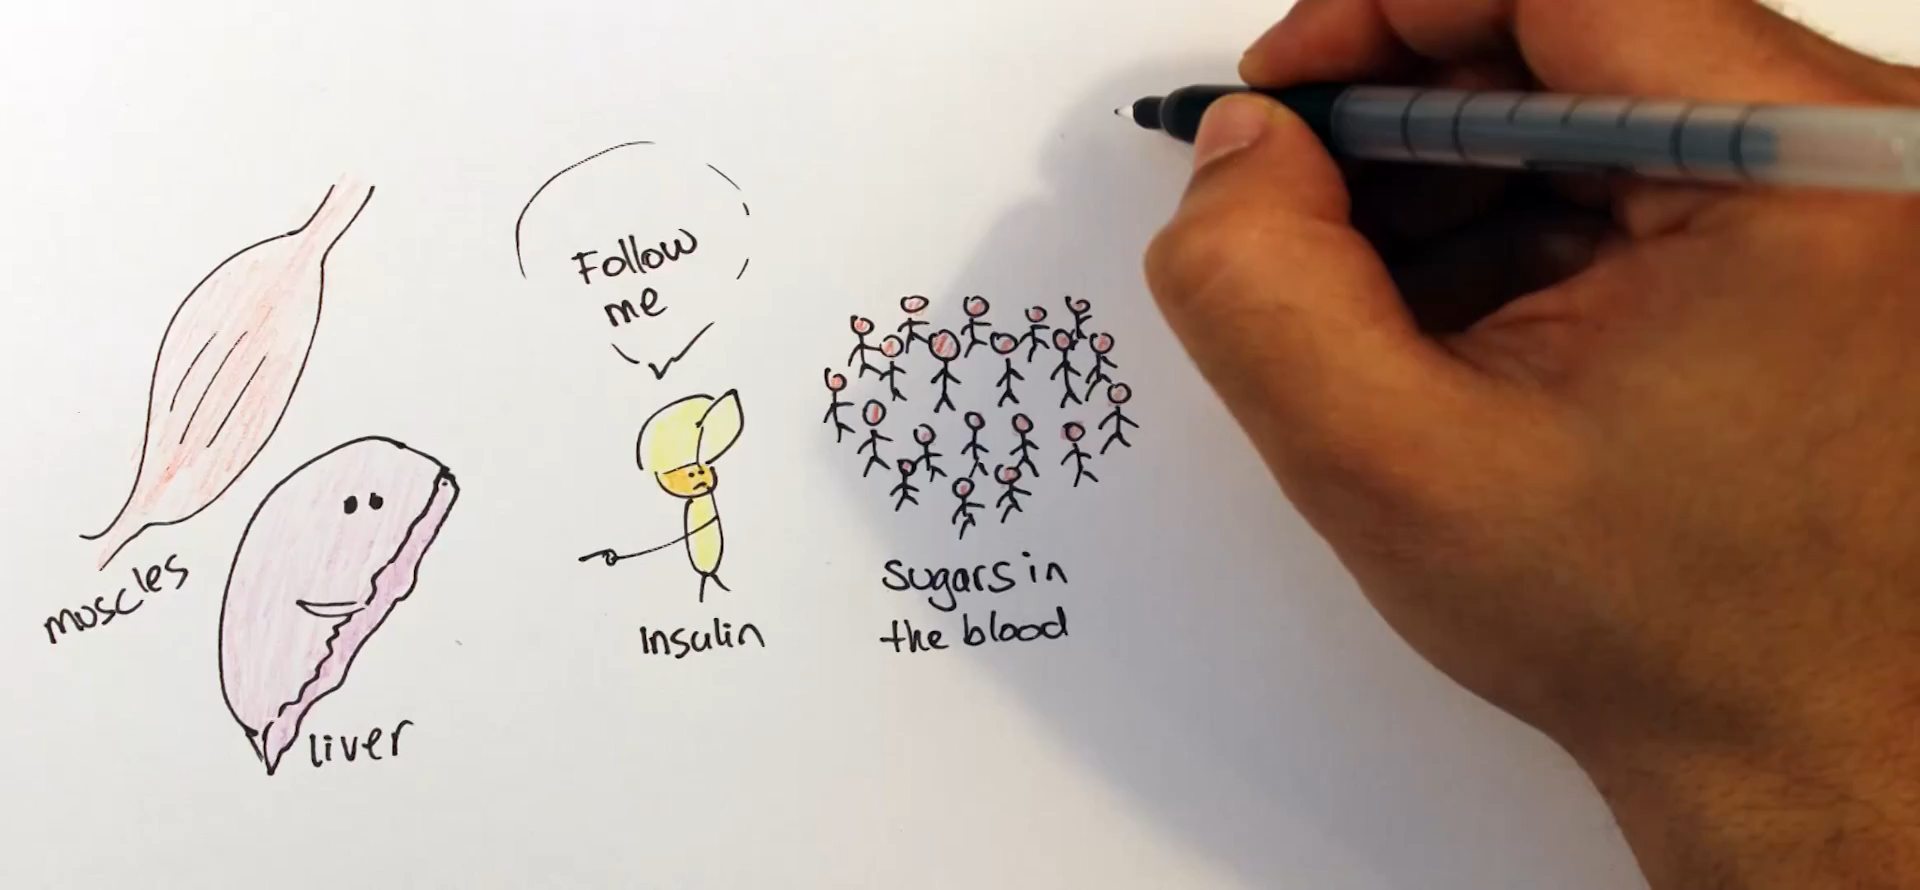 Follow
me
muscles
liver
Insulin
sugars in
the blood